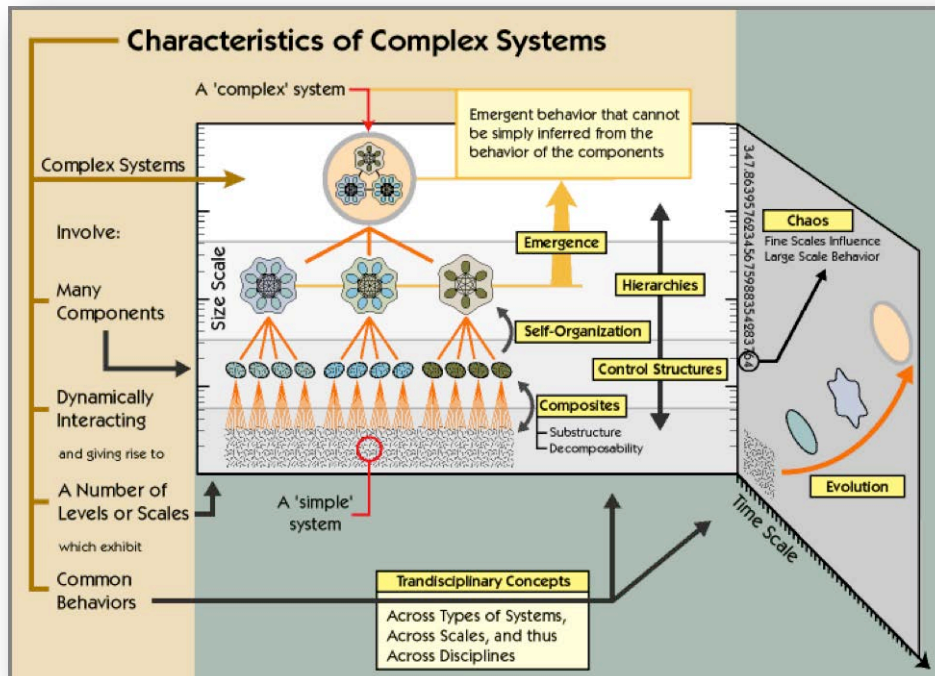 Characteristics of Complex Systems
A 'complex' system
Emergent behavior that cannot
be simply inferred from the
behavior of the components
Complex Systems
Involve:
Many
Components
Dynamically
Interacting
and giving rise to
A Number of
Levels or Scales
which exhibit
Common
Behaviors
Size Scale
Emergence
Hierarchies
Self-Organization
Control Structures
Composites
Substructure
Decomposability
A 'simple'
system
Trandisciplinary Concepts
Across Types of Systems,
Across Scales, and thus
Across Disciplines
Chaos
Fine Scales Influence
Large Scale Behavior
Evolution
Time Scale